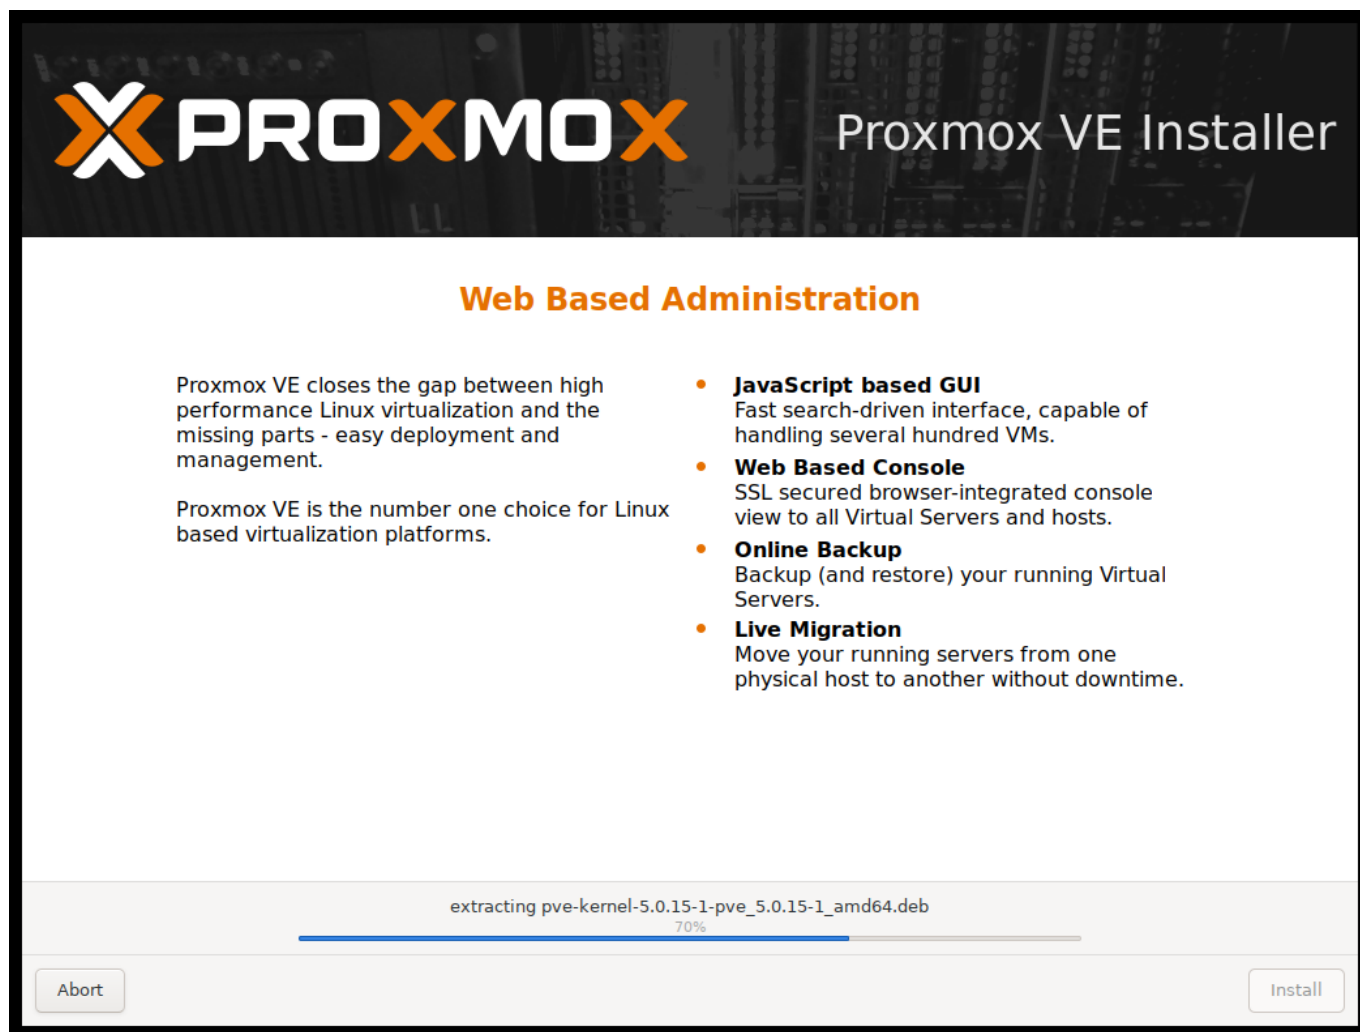 PROXMOX
Proxmox VE Installer
Web Based Administration
Proxmox VE closes the gap between high
performance Linux virtualization and the
missing parts - easy deployment and
management.
Proxmox VE is the number one choice for Linux
based virtualization platforms.
JavaScript based GUI
Fast search-driven interface, capable of
handling several hundred VMs.
Web Based Console
SSL secured browser-integrated console
view to all Virtual Servers and hosts.
Online Backup
Backup (and restore) your running Virtual
Servers.
Live Migration
Move your running servers from one
physical host to another without downtime.
extracting pve-kernel-5.0.15-1-pve_5.0.15-1_amd64.deb
70%
Abort
Install